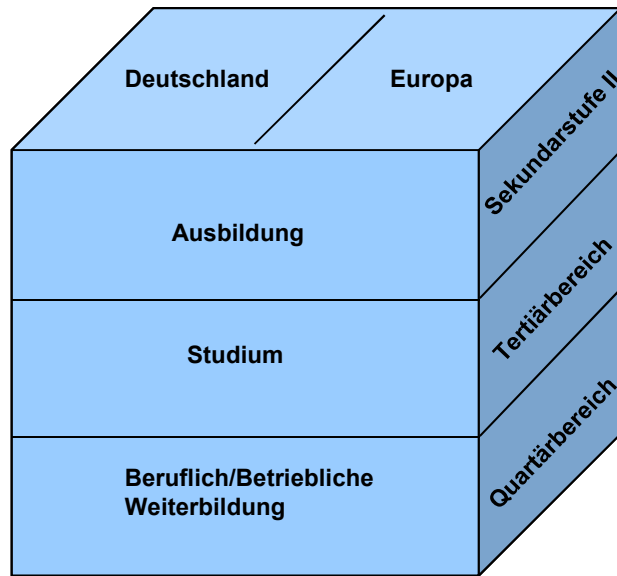 Deutschland
Europa
Ausbildung
Sekundarstufe II
Studium
Tertiärbereich
Beruflich/Betriebliche
Weiterbildung
Quartärbereich